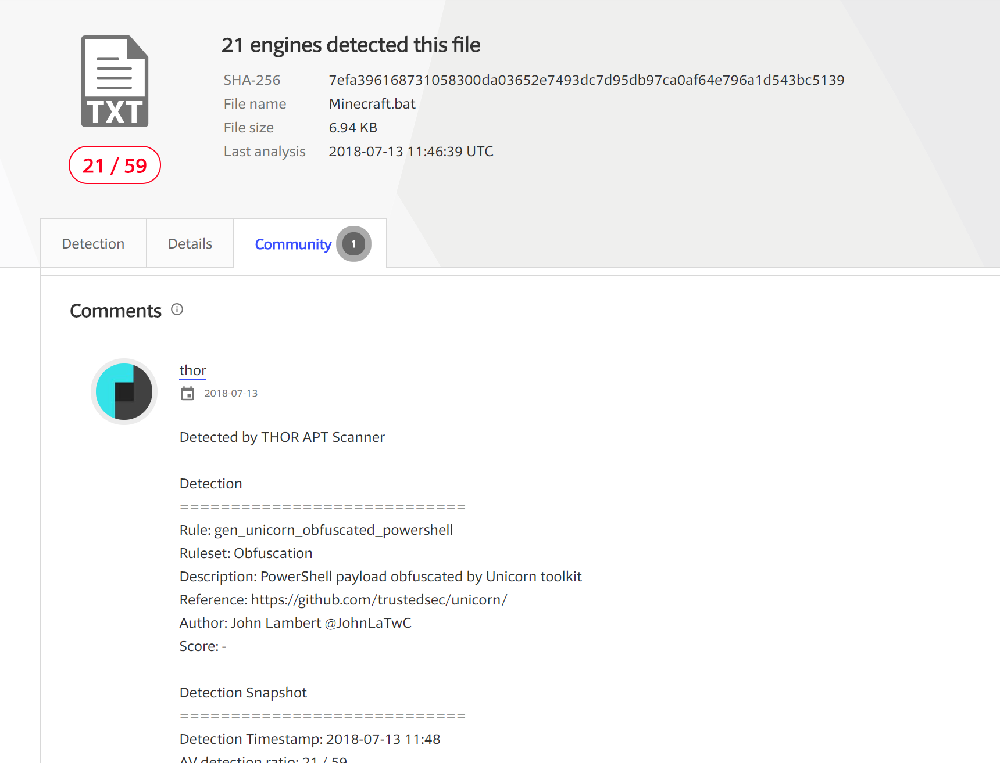 TXT
21 / 59
21 engines detected this file
SHA-256 7efa396168731058300da03652e7493dc7d95db97ca0af64e796a1d543bc5139
File name Minecraft.bat
File size 6.94 KB
Last analysis 2018-07-13 11:46:39 UTC
Detection Details Community 1
Comments
thor
2018-07-13
Detected by THOR APT Scanner
Detection
============================
Rule: gen_unicorn_obfuscated_powershell
Ruleset: Obfuscation
Description: PowerShell payload obfuscated by Unicorn toolkit
Reference: https://github.com/trustedsec/unicorn/
Author: John Lambert @JohnLaTwC
Score: -
Detection Snapshot
============================
Detection Timestamp: 2018-07-13 11:48
AV detection ratio: 21 / 59